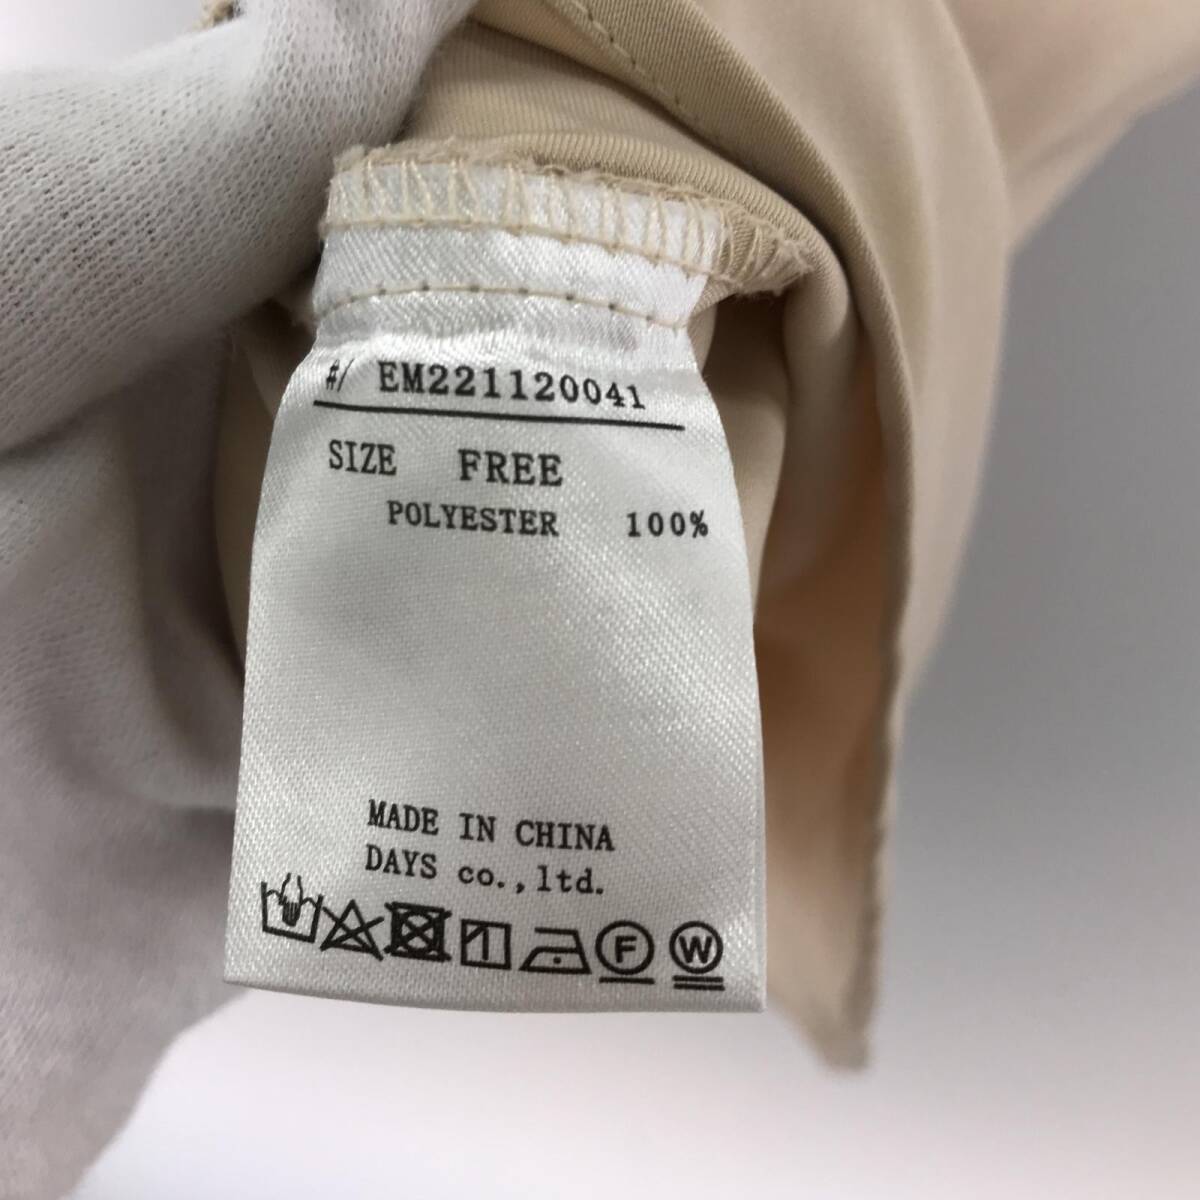 #/ EM221120041
SIZE FREE
POLYESTER 100%
MADE IN CHINA
DAYS co.,ltd.
F W